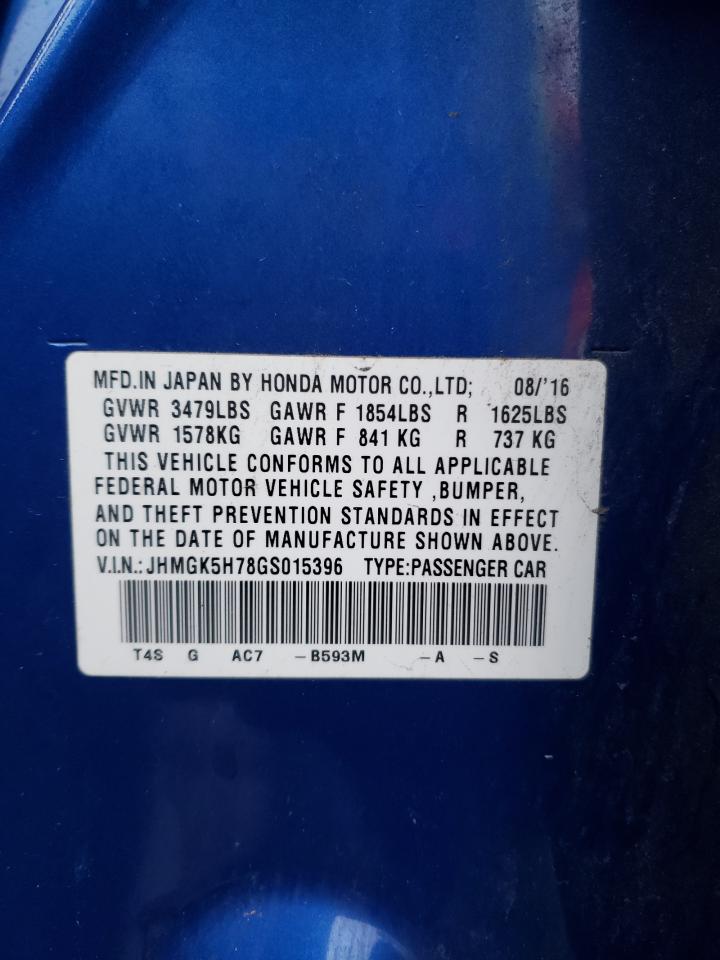 MFD.IN JAPAN BY HONDA MOTOR CO.,LTD; 08/'16
GVWR 3479LBS GAWR F 1854LBS R 1625LBS
GVWR 1578KG GAWR F 841 KG R 737 KG
THIS VEHICLE CONFORMS TO ALL APPLICABLE
FEDERAL MOTOR VEHICLE SAFETY ,BUMPER,
AND THEFT PREVENTION STANDARDS IN EFFECT
ON THE DATE OF MANUFACTURE SHOWN ABOVE.
V.I.N.: JHMGK5H78GS015396 TYPE:PASSENGER CAR
T4S G AC7 -B593M -A -S